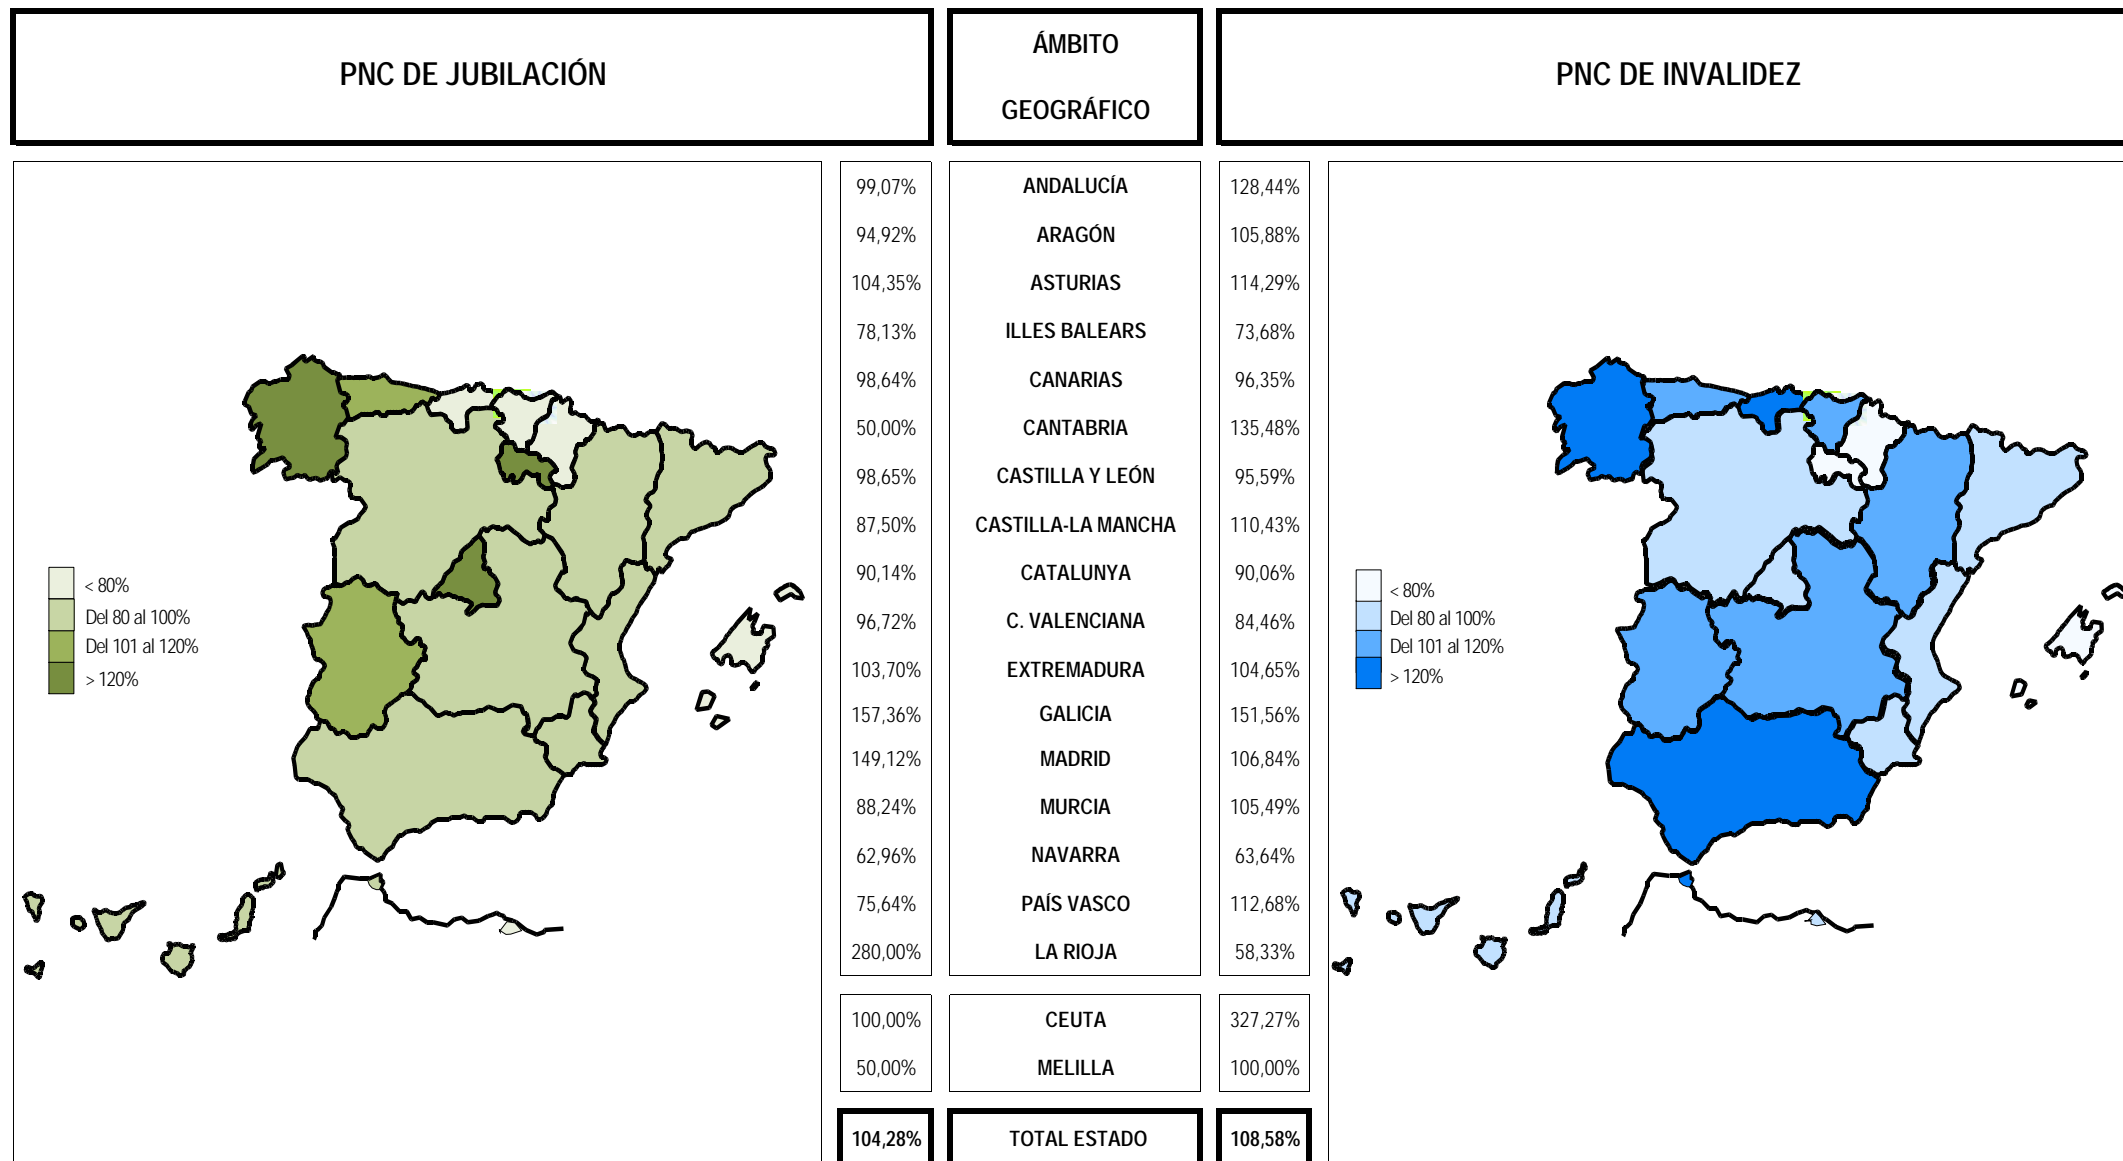 PNC DE JUBILACIÓN
ÁMBITO
GEOGRÁFICO
PNC DE INVALIDEZ
99,07% ANDALUCÍA 128,44%
94,92% ARAGÓN 105,88%
104,35% ASTURIAS 114,29%
78,13% ILLES BALEARS 73,68%
98,64% CANARIAS 96,35%
50,00% CANTABRIA 135,48%
98,65% CASTILLA Y LEÓN 95,59%
87,50% CASTILLA-LA MANCHA 110,43%
90,14% CATALUNYA 90,06%
96,72% C. VALENCIANA 84,46%
103,70% EXTREMADURA 104,65%
157,36% GALICIA 151,56%
149,12% MADRID 106,84%
88,24% MURCIA 105,49%
62,96% NAVARRA 63,64%
75,64% PAÍS VASCO 112,68%
280,00% LA RIOJA 58,33%
100,00% CEUTA 327,27%
50,00% MELILLA 100,00%
104,28% TOTAL ESTADO 108,58%
< 80%
Del 80 al 100%
Del 101 al 120%
> 120%
< 80%
Del 80 al 100%
Del 101 al 120%
> 120%